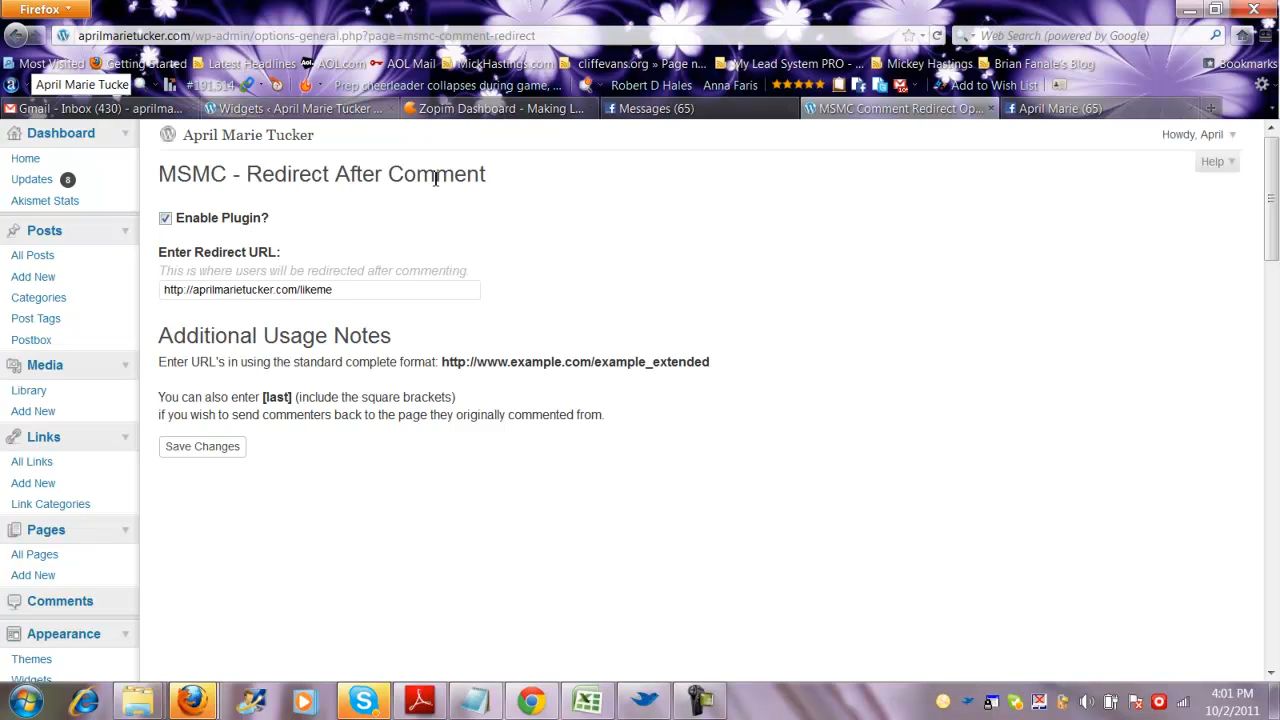 Firefox
aprilmarietucker.com/wp-admin/options-general.php?page=msmc-comment-redirect
Web Search (powered by Google)
Most Visited Getting Started Latest Headlines AOL.com AOL Mail MickHastings.com cliffevans.org » Page n... My Lead System PRO - ... Mickey Hastings Brian Fanale's Blog Bookmarks
April Marie Tucke #191,514 Prep cheerleader collapses during game, ... Robert D Hales Anna Faris Add to Wish List
Gmail - Inbox (430) - aprilma... Widgets ‹ April Marie Tucker ... Zopim Dashboard - Making L... Messages (65) MSMC Comment Redirect Op... April Marie (65)
Dashboard
Home
Updates 8
Akismet Stats
Posts
All Posts
Add New
Categories
Post Tags
Postbox
Media
Library
Add New
Links
All Links
Add New
Link Categories
Pages
All Pages
Add New
Comments
Appearance
Themes
Widgets
April Marie Tucker
Howdy, April
Help
MSMC - Redirect After Comment
Enable Plugin?
Enter Redirect URL:
This is where users will be redirected after commenting.
http://aprilmarietucker.com/likeme
Additional Usage Notes
Enter URL's in using the standard complete format: http://www.example.com/example_extended
You can also enter [last] (include the square brackets)
if you wish to send commenters back to the page they originally commented from.
Save Changes
4:01 PM
10/2/2011